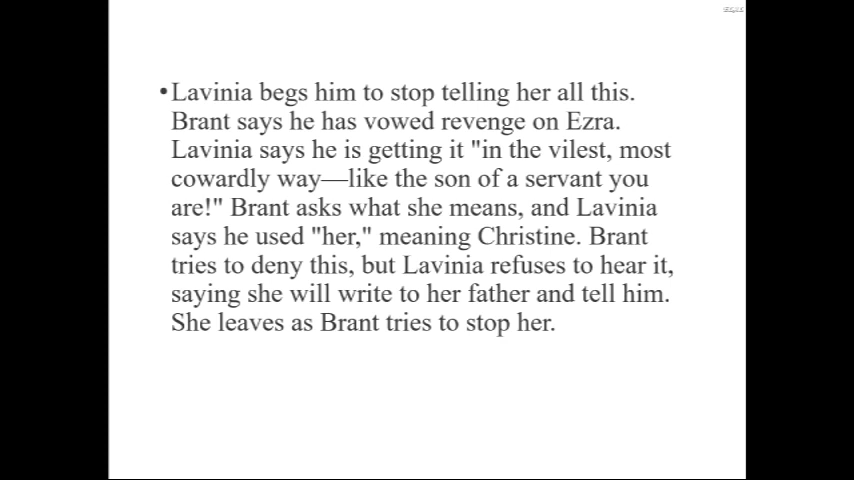 •Lavinia begs him to stop telling her all this.
Brant says he has vowed revenge on Ezra.
Lavinia says he is getting it "in the vilest, most
cowardly way—like the son of a servant you
are!" Brant asks what she means, and Lavinia
says he used "her," meaning Christine. Brant
tries to deny this, but Lavinia refuses to hear it,
saying she will write to her father and tell him.
She leaves as Brant tries to stop her.